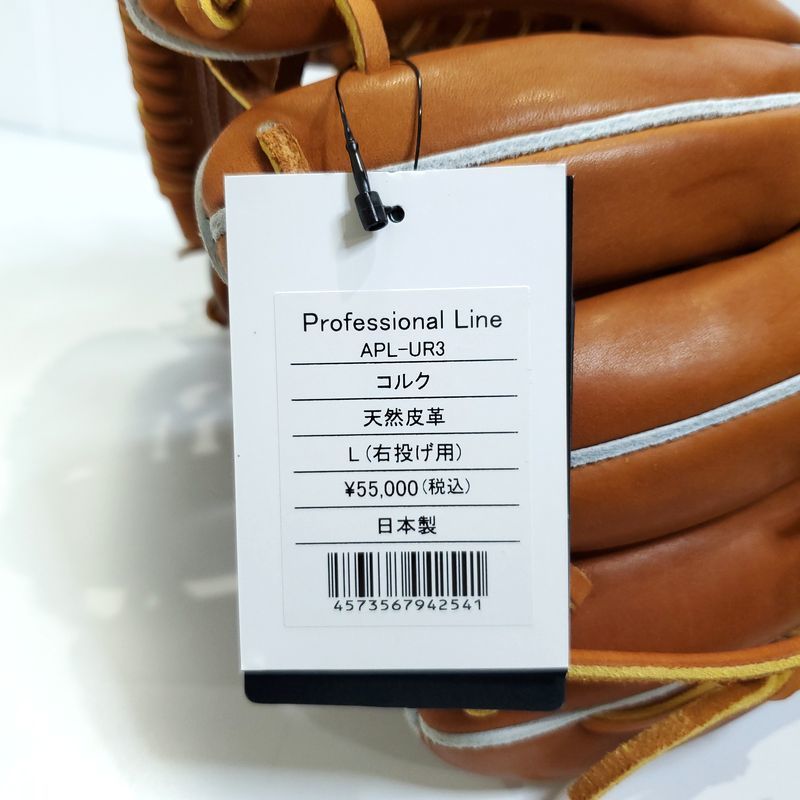 Professional Line
APL-UR3
コルク
天然皮革
L(右投げ用)
¥55,000(税込)
日本製
4573567942541